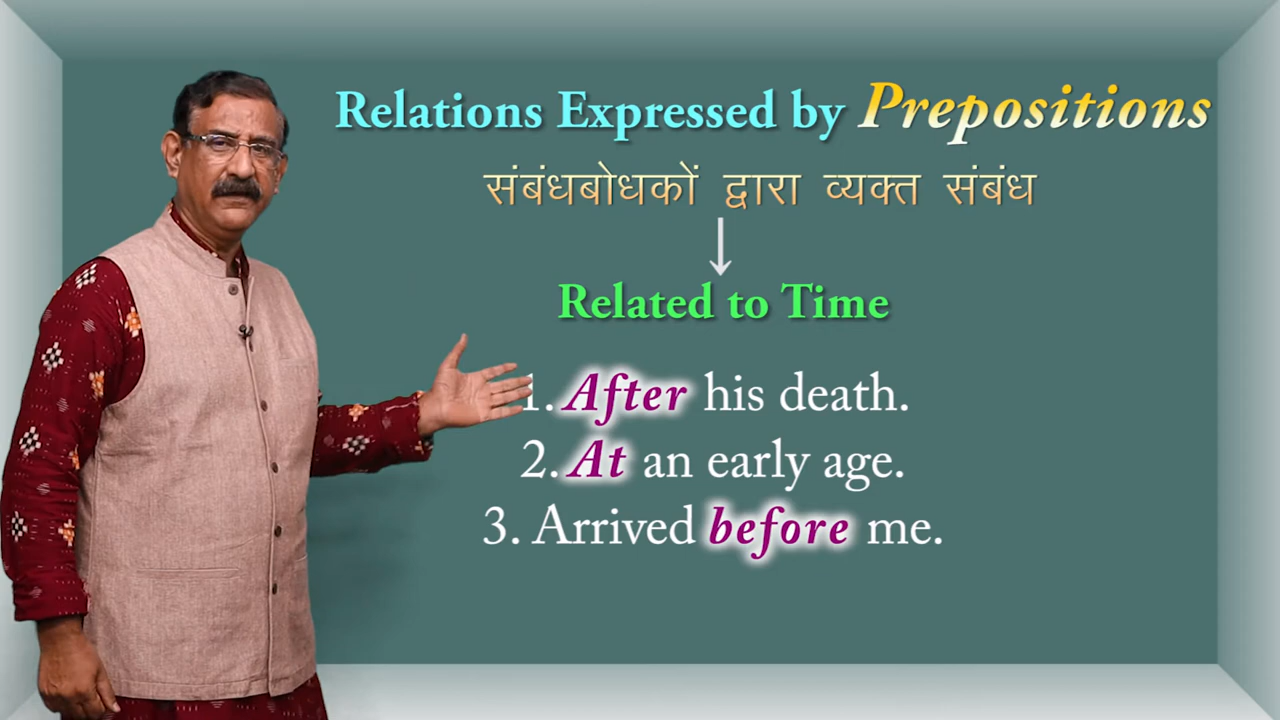 Relations Expressed by Prepositions
संबंधबोधकों द्वारा व्यक्त संबंध
↓
Related to Time
1. After his death.
2. At an early age.
3. Arrived before me.